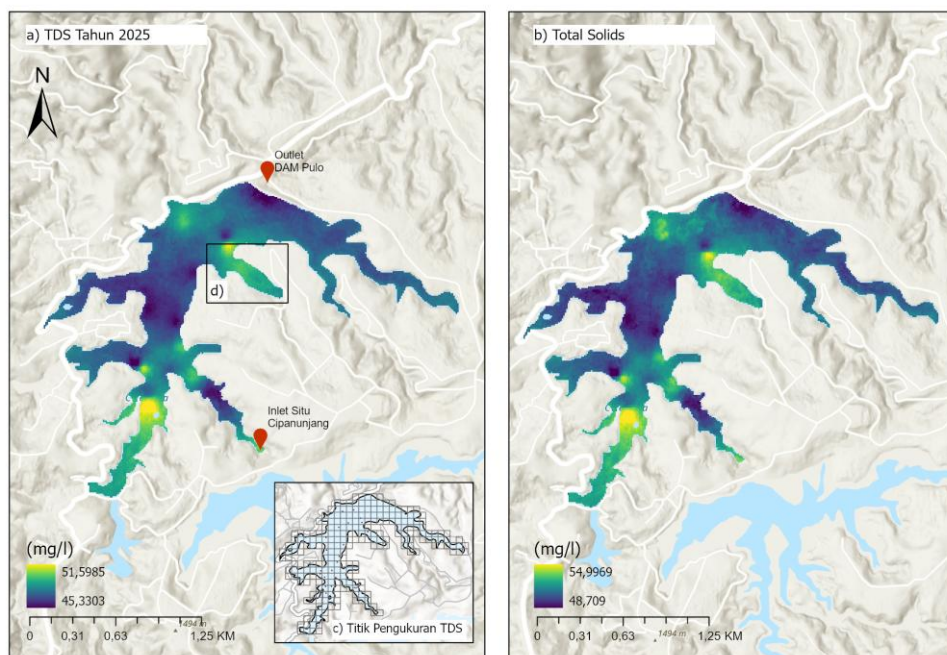 a) TDS Tahun 2025
N
Outlet
DAM Pulo
d)
Inlet Situ
Cipanunjang
(mg/l)
51,5985
45,3303
1494 m
0 0,31 0,63 1,25 KM
c) Titik Pengukuran TDS
b) Total Solids
(mg/l)
54,9969
48,709
1494 m
0 0,31 0,63 1,25 KM